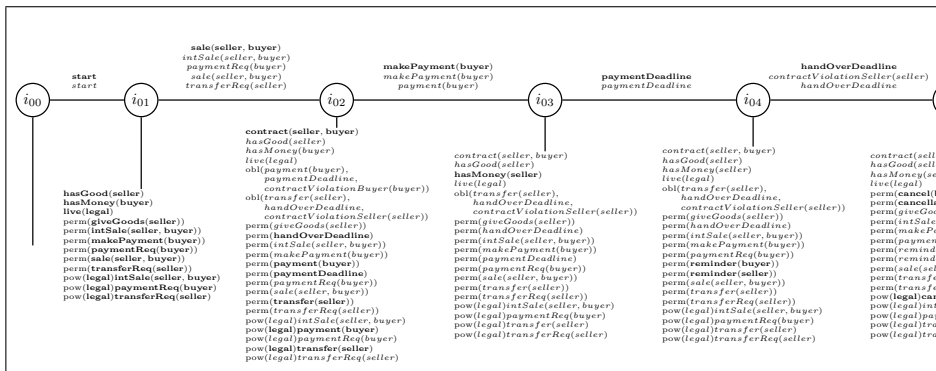 start
start
sale(seller, buyer)
intSale(seller, buyer)
paymentReq(buyer)
sale(seller, buyer)
transferReq(seller)
makePayment(buyer)
makePayment(buyer)
payment(buyer)
paymentDeadline
paymentDeadline
handOverDeadline
contractViolationSeller(seller)
handOverDeadline
i00
i01
i02
i03
i04
hasGood(seller)
hasMoney(buyer)
live(legal)
perm(giveGoods(seller))
perm(intSale(seller, buyer))
perm(makePayment(buyer))
perm(paymentReq(buyer))
perm(sale(seller, buyer))
perm(transferReq(seller))
pow(legal)intSale(seller, buyer)
pow(legal)paymentReq(buyer)
pow(legal)transferReq(seller)
contract(seller, buyer)
hasGood(seller)
hasMoney(buyer)
live(legal)
obl(payment(buyer),
paymentDeadline,
contractViolationBuyer(buyer))
obl(transfer(seller),
handOverDeadline,
contractViolationSeller(seller))
perm(giveGoods(seller))
perm(handOverDeadline)
perm(intSale(seller, buyer))
perm(makePayment(buyer))
perm(payment(buyer))
perm(paymentDeadline)
perm(paymentReq(buyer))
perm(sale(seller, buyer))
perm(transfer(seller))
perm(transferReq(seller))
pow(legal)intSale(seller, buyer)
pow(legal)payment(buyer)
pow(legal)paymentReq(buyer)
pow(legal)transfer(seller)
pow(legal)transferReq(seller)
contract(seller, buyer)
hasGood(seller)
hasMoney(seller)
live(legal)
obl(transfer(seller),
handOverDeadline,
contractViolationSeller(seller))
perm(giveGoods(seller))
perm(handOverDeadline)
perm(intSale(seller, buyer))
perm(makePayment(buyer))
perm(paymentDeadline)
perm(paymentReq(buyer))
perm(sale(seller, buyer))
perm(transfer(seller))
perm(transferReq(seller))
pow(legal)intSale(seller, buyer)
pow(legal)paymentReq(buyer)
pow(legal)transfer(seller)
pow(legal)transferReq(seller)
contract(seller, buyer)
hasGood(seller)
hasMoney(seller)
live(legal)
obl(transfer(seller),
handOverDeadline,
contractViolationSeller(seller))
perm(giveGoods(seller))
perm(handOverDeadline)
perm(intSale(seller, buyer))
perm(makePayment(buyer))
perm(paymentReq(buyer))
perm(reminder(buyer))
perm(reminder(seller))
perm(sale(seller, buyer))
perm(transfer(seller))
perm(transferReq(seller))
pow(legal)intSale(seller, buyer)
pow(legal)paymentReq(buyer)
pow(legal)transfer(seller)
pow(legal)transferReq(seller)
live(legal)